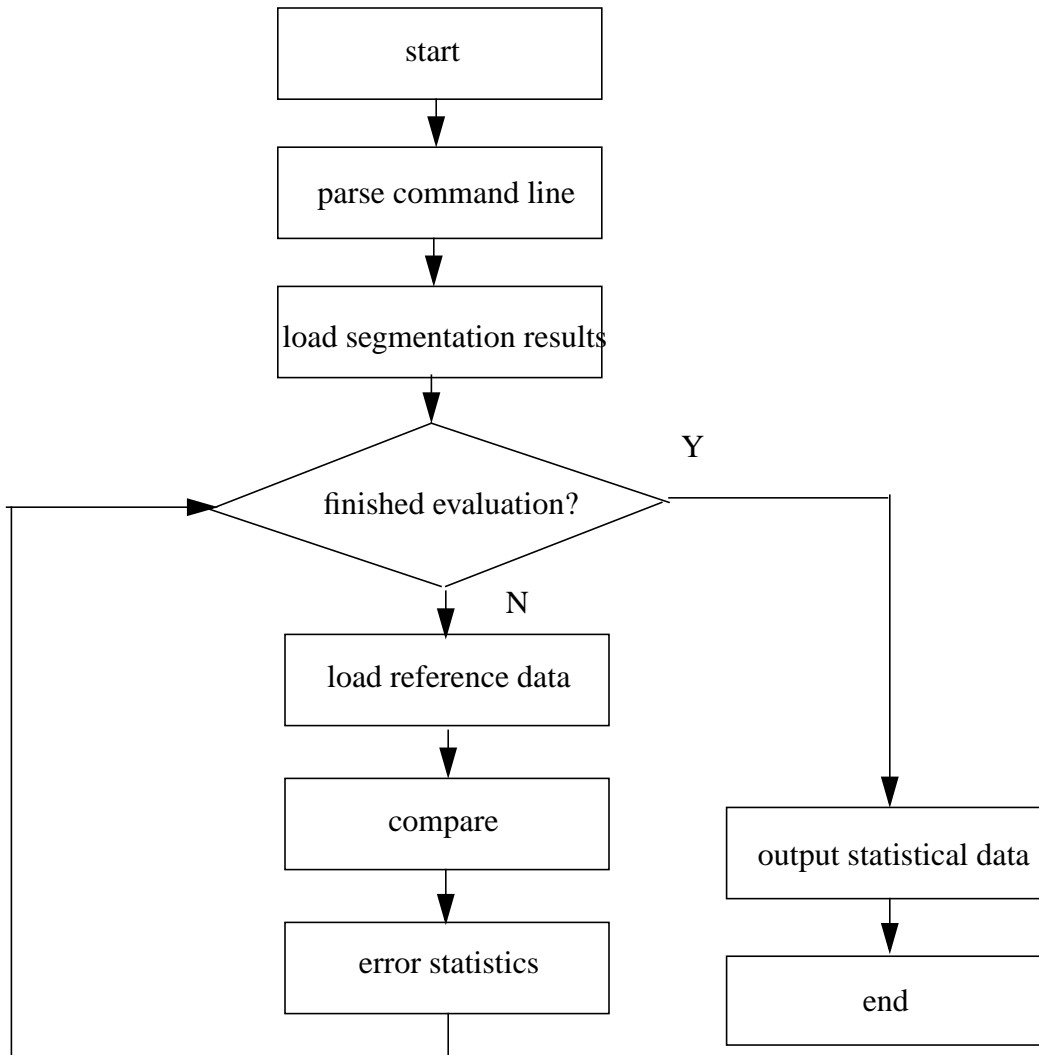 start
parse command line
load segmentation results
Y
finished evaluation?
N
load reference data
compare
output statistical data
error statistics
end